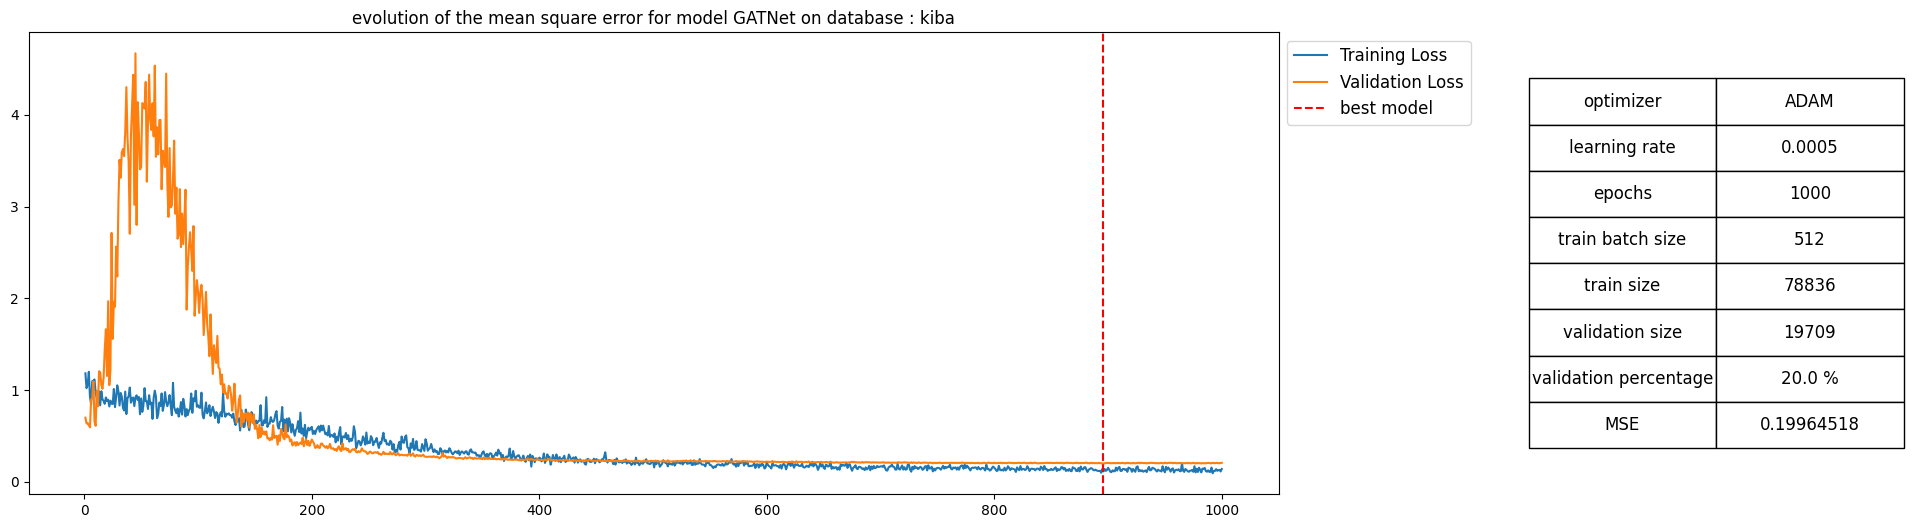 evolution of the mean square error for model GATNet on database : kiba
4
3
2
1
0
0 200 400 600 800 1000
Training Loss
Validation Loss
best model
optimizer ADAM
learning rate 0.0005
epochs 1000
train batch size 512
train size 78836
validation size 19709
validation percentage 20.0 %
MSE 0.19964518